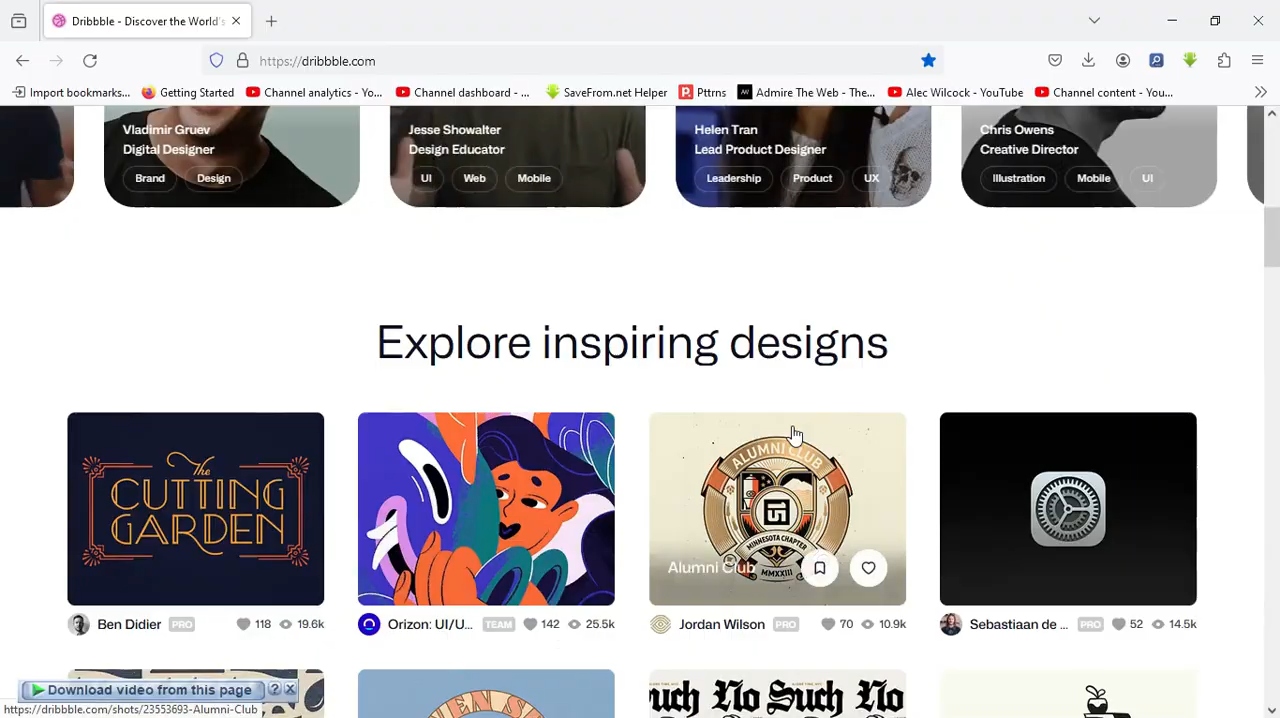 Dribbble - Discover the World's
https://dribbble.com
Import bookmarks...
Getting Started
Channel analytics - Yo...
Channel dashboard - ...
SaveFrom.net Helper
Pttrns
Admire The Web - The...
Alec Wilcock - YouTube
Channel content - You...
Vladimir Gruev
Digital Designer
Brand Design
Jesse Showalter
Design Educator
UI Web Mobile
Helen Tran
Lead Product Designer
Leadership Product UX
Chris Owens
Creative Director
Illustration Mobile UI
Explore inspiring designs
The
CUTTING
GARDEN
ALUMNI CLUB
MINNESOTA CHAPTER
MMXXIII
Alumni Club
Ben Didier PRO 118 19.6k
Orizon: UI/U... TEAM 142 25.5k
Jordan Wilson PRO 70 10.9k
Sebastiaan de ... PRO 52 14.5k
Such No Such No
Download video from this page ?
https://dribbble.com/shots/23553693-Alumni-Club